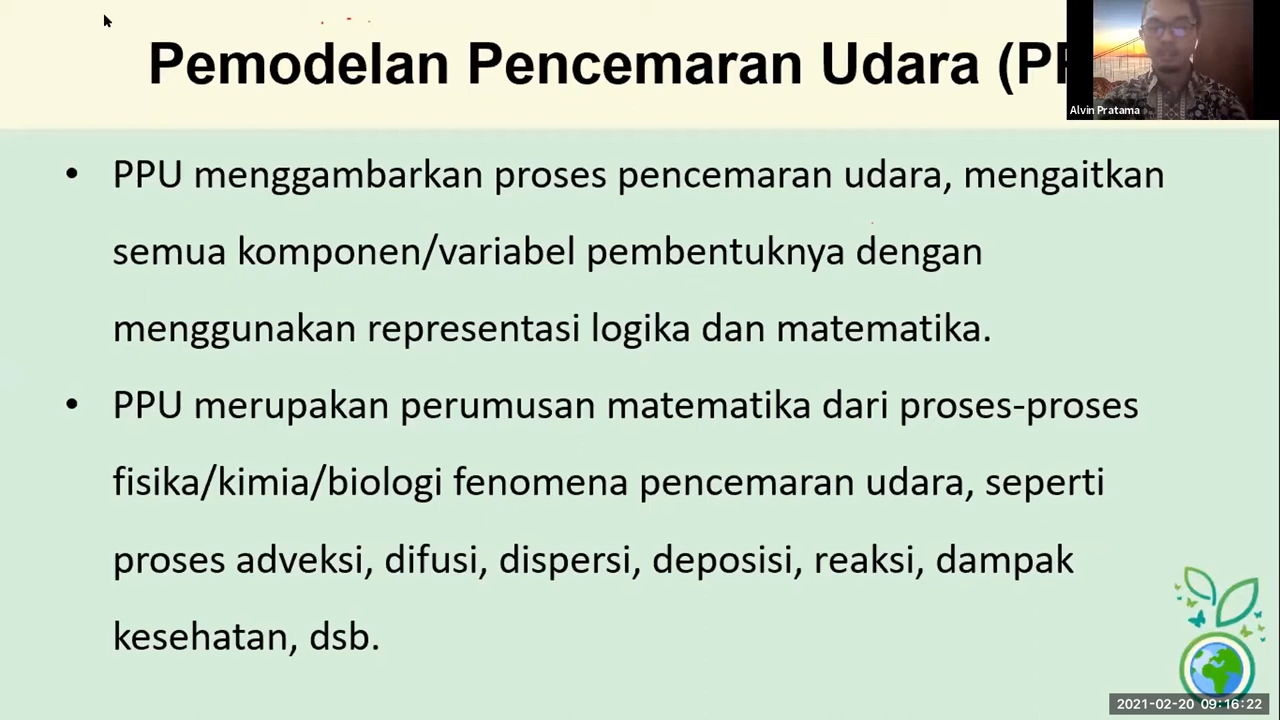 Pemodelan Pencemaran Udara
Alvin Pratama
• PPU menggambarkan proses pencemaran udara, mengaitkan
semua komponen/variabel pembentuknya dengan
menggunakan representasi logika dan matematika.
• PPU merupakan perumusan matematika dari proses-proses
fisika/kimia/biologi fenomena pencemaran udara, seperti
proses adveksi, difusi, dispersi, deposisi, reaksi, dampak
kesehatan, dsb.
2021-02-20 09:16:22